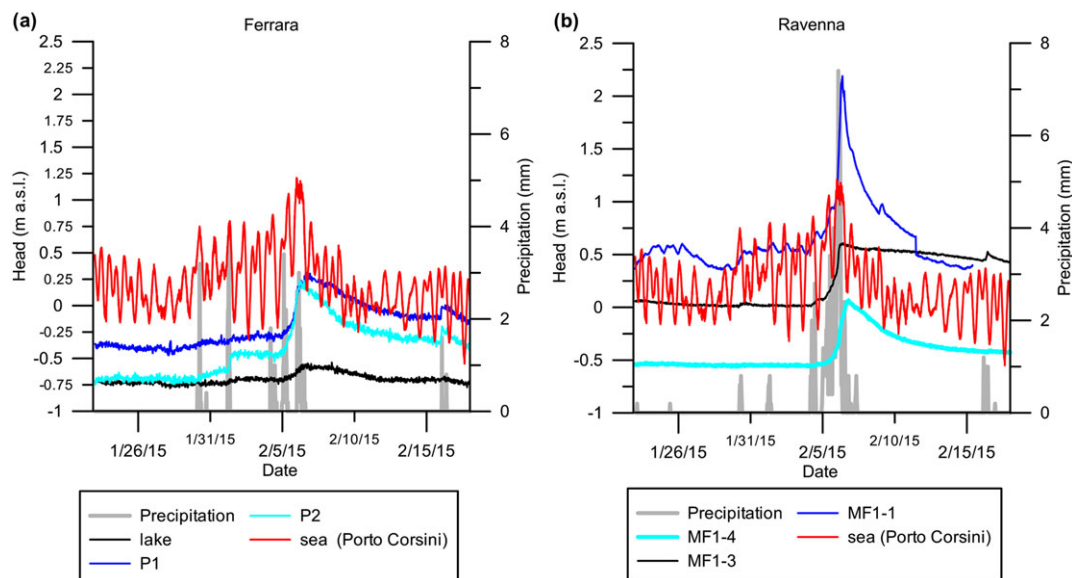 (a)
Ferrara
2.5
2.25
2
1.75
1.5
1.25
1
0.75
0.5
0.25
0
-0.25
-0.5
-0.75
-1
Head (m a.s.l.)
8
6
4
2
0
Precipitation (mm)
1/26/15
1/31/15
2/5/15
2/10/15
2/15/15
Date
Precipitation
lake
P1
P2
sea (Porto Corsini)
(b)
Ravenna
2.5
2
1.5
1
0.5
0
-0.5
-1
Head (m a.s.l.)
8
6
4
2
0
Precipitation (mm)
1/26/15
1/31/15
2/5/15
2/10/15
2/15/15
Date
Precipitation
MF1-4
MF1-3
MF1-1
sea (Porto Corsini)